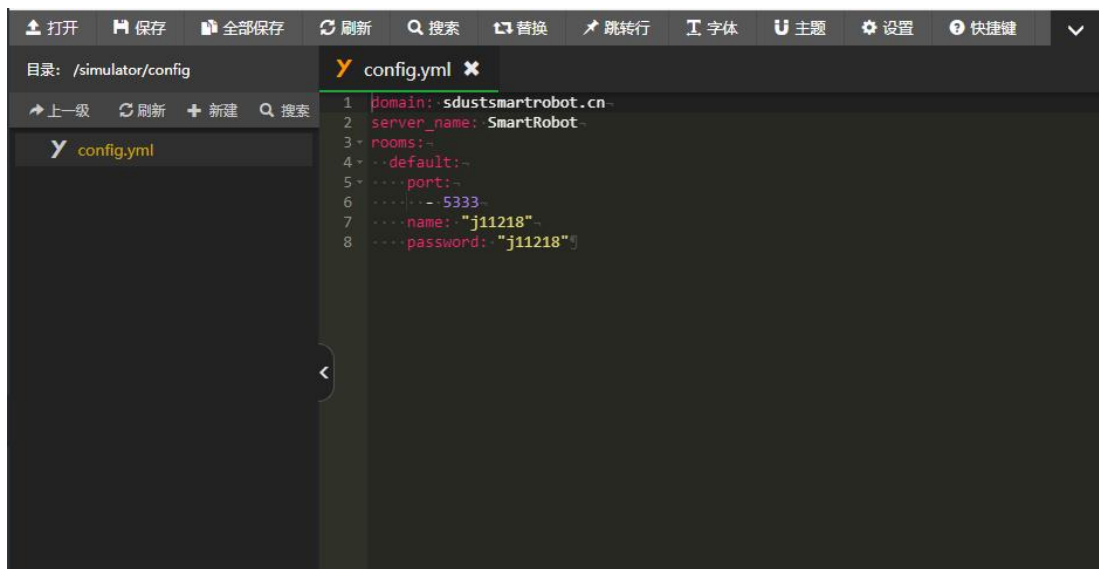 打开 保存 全部保存 刷新 搜索 替换 跳转行 字体 主题 设置 快捷键
目录: /simulator/config
config.yml
上一级 刷新 新建 搜索
config.yml
1 domain: sdustsmartrobot.cn
2 server_name: SmartRobot
3 rooms:
4 default:
5 port:
6 - 5333
7 name: "j11218"
8 password: "j11218"